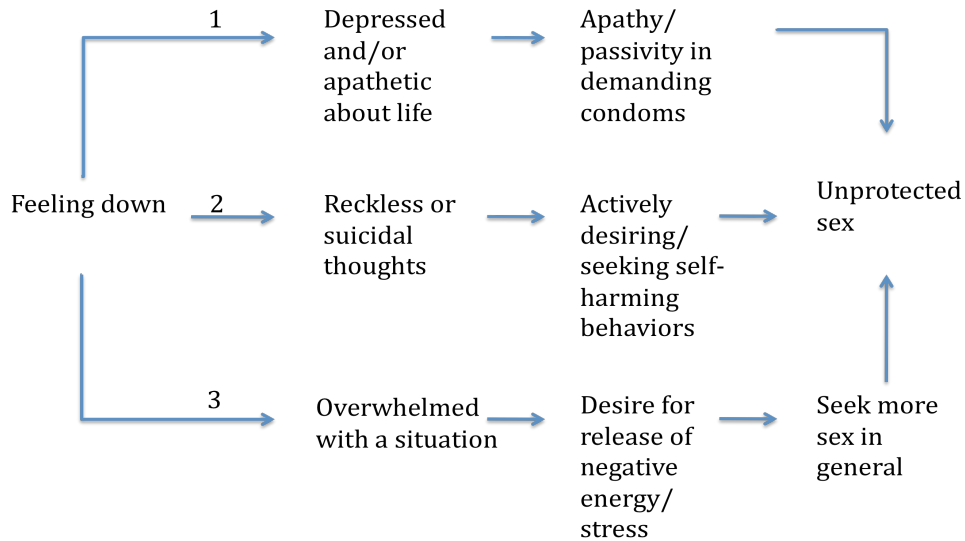 1
Depressed
and/or
apathetic
about life
Apathy/
passivity in
demanding
condoms
Feeling down
2
Reckless or
suicidal
thoughts
Actively
desiring/
seeking self-
harming
behaviors
Unprotected
sex
3
Overwhelmed
with a situation
Desire for
release of
negative
energy/
stress
Seek more
sex in
general